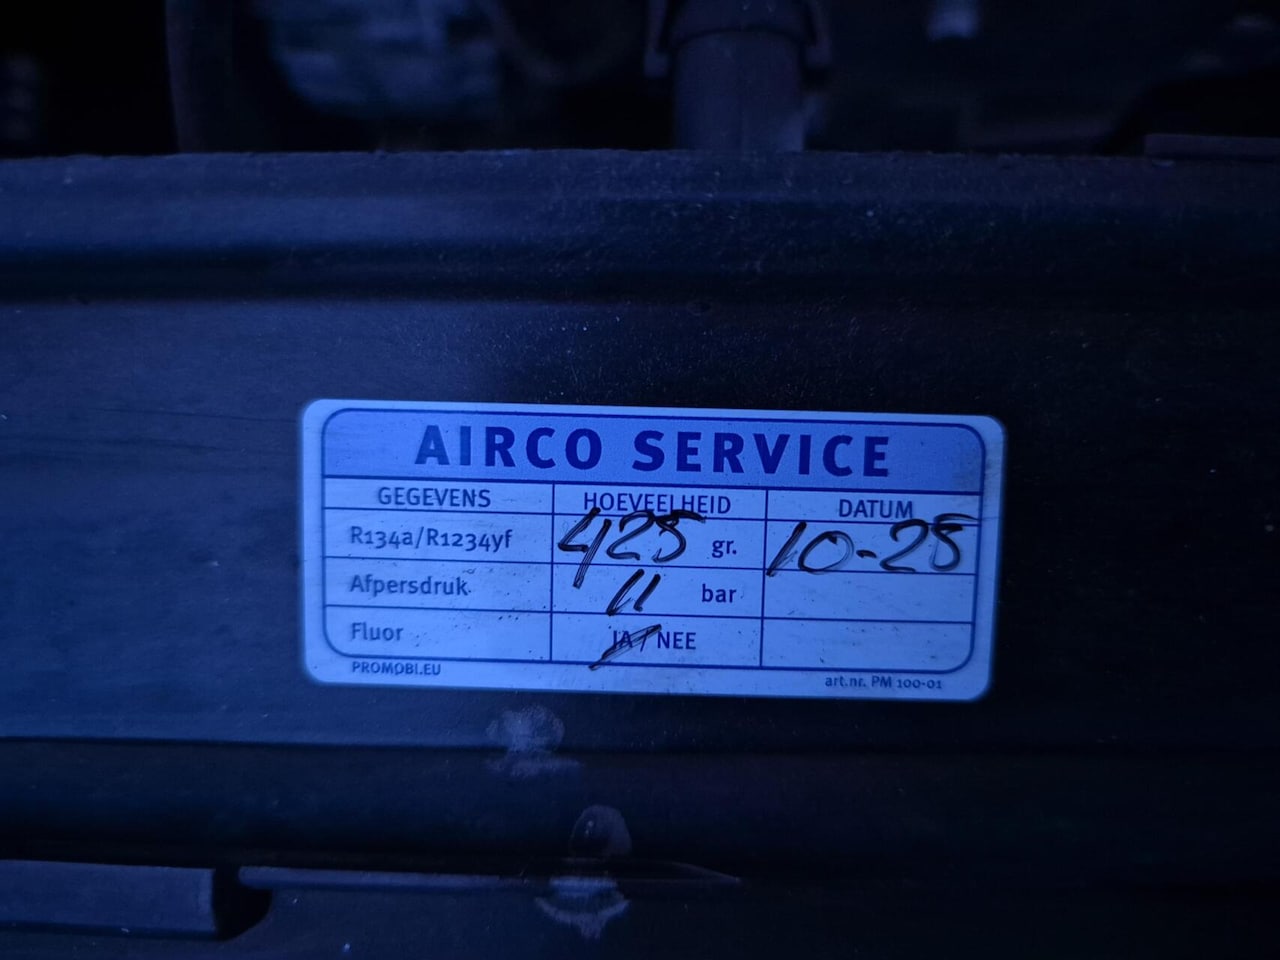 AIRCO SERVICE
GEGEVENS HOEVEELHEID DATUM
R134a/R1234yf 425 gr. 10-25
Afpersdruk 11 bar
Fluor JA / NEE
PROMOBI.EU art.nr. PM 100-01